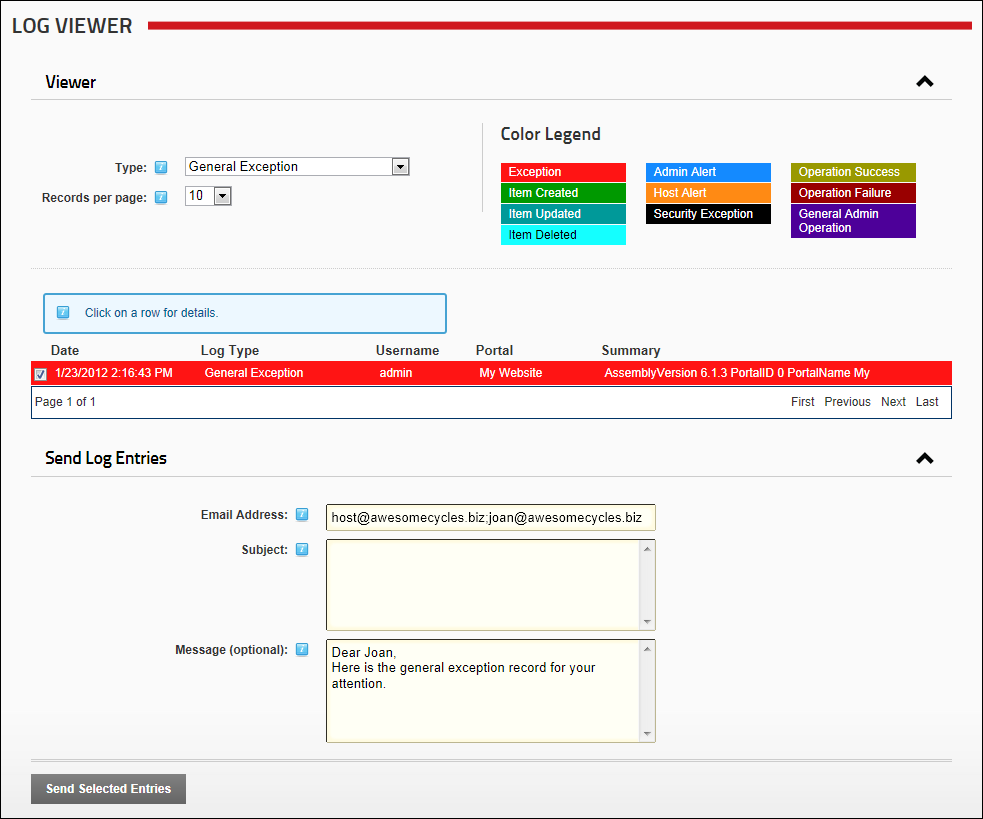 LOG VIEWER
Viewer
Type: General Exception
Records per page: 10
Color Legend
Exception
Item Created
Item Updated
Item Deleted
Admin Alert
Host Alert
Security Exception
Operation Success
Operation Failure
General Admin
Operation
Click on a row for details.
Date Log Type Username Portal Summary
1/23/2012 2:16:43 PM General Exception admin My Website AssemblyVersion 6.1.3 PortalID 0 PortalName My
Page 1 of 1 First Previous Next Last
Send Log Entries
Email Address: host@awesomecycles.biz;joan@awesomecycles.biz
Subject:
Message (optional): Dear Joan,
Here is the general exception record for your
attention.
Send Selected Entries